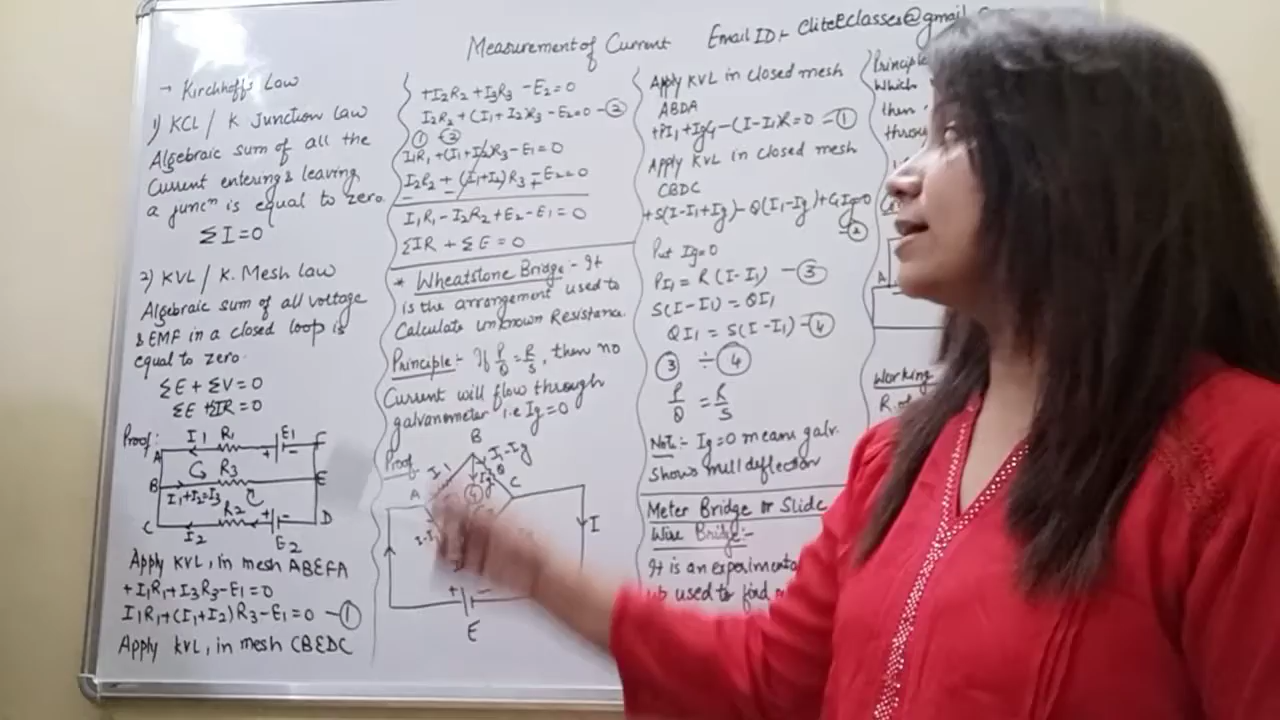 Measurement of Current
Email ID:- CliteEclasses@gmail
→ Kirchhoff's Law
1) KCL / K Junction Law
Algebraic sum of all the
Current entering & leaving
a juncⁿ is equal to zero.
ΣI=0
2) KVL / K. Mesh Law
Algebraic sum of all voltage
& EMF in a closed loop is
equal to zero.
ΣE + ΣV = 0
ΣE + ΣIR = 0
Proof:
I1 R1 E1
A F
+ -
R3
B E
I1+I2=I3
R2
C D
I2 E2
+ -
Apply KVL, in mesh ABEFA
+I1R1+I3R3-E1=0
I1R1+(I1+I2)R3-E1=0 -①
Apply KVL, in mesh CBEDC
+I2R2+I3R3-E2=0
I2R2+(I1+I2)R3-E2=0 -②
① ②
I1R1+(I1+I2)R3-E1=0
I2R2+(I1+I2)R3-E2=0
I1R1-I2R2+E2-E1=0
ΣIR + ΣE = 0
* Wheatstone Bridge:- It
is the arrangement used to
Calculate unknown Resistance.
Principle:- If P/Q = R/S, then no
Current will flow through
galvanometer i.e Ig=0
Proof
B
I1-Ig
Q
Ig
A C
I
+ -
E
Apply KVL in closed mesh
ABDA
+PI1+IgG-(I-I1)R=0 -①
Apply KVL in closed mesh
CBDC
+S(I-I1+Ig)-Q(I1-Ig)+GIg=0
-②
Put Ig=0
PI1=R(I-I1) -③
S(I-I1)=QI1
QI1=S(I-I1)-④
③ ÷ ④
P/Q = R/S
Note:- Ig=0 means galv.
shows null deflection
Meter Bridge or Slide
Wire Bridge:-
It is an experimenta
used to find
Principle
Which
then
throug
A
Working
R. of